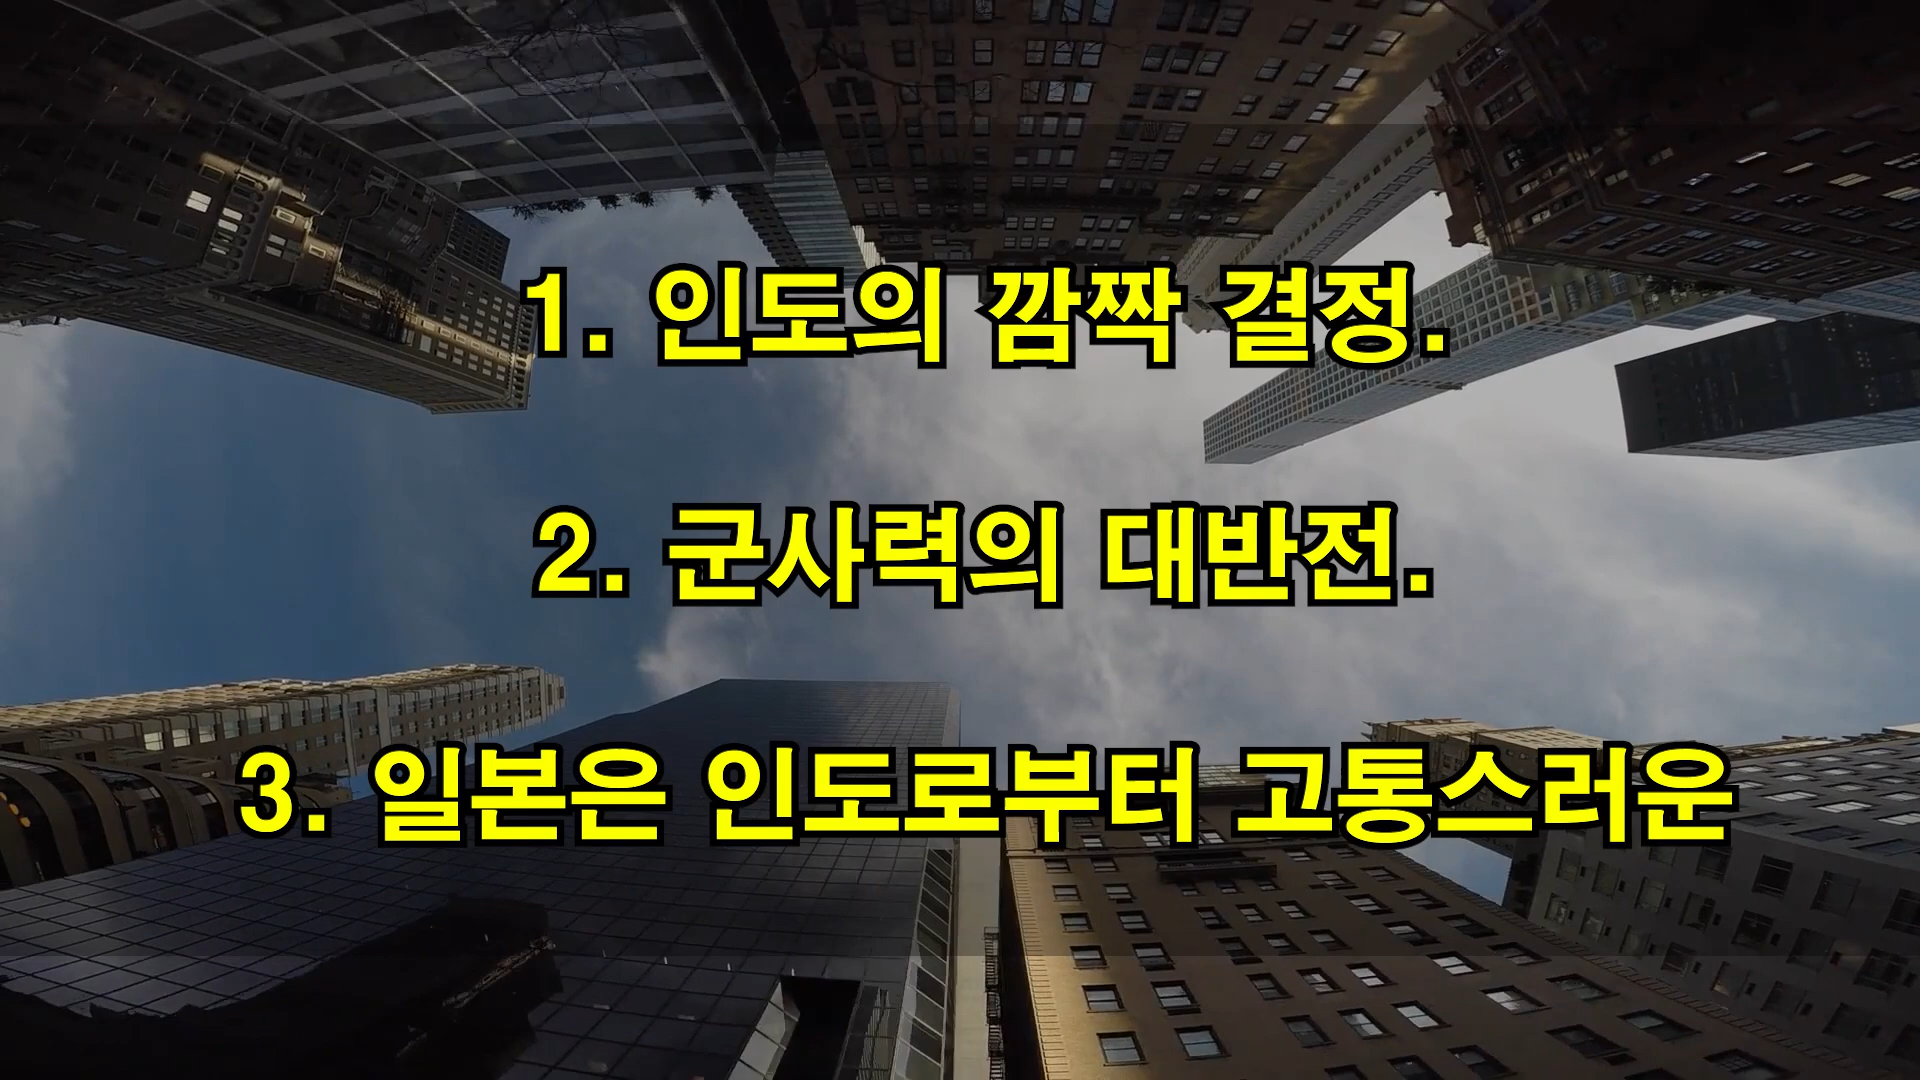 1. 인도의 깜짝 결정.
2. 군사력의 대반전.
3. 일본은 인도로부터 고통스러운